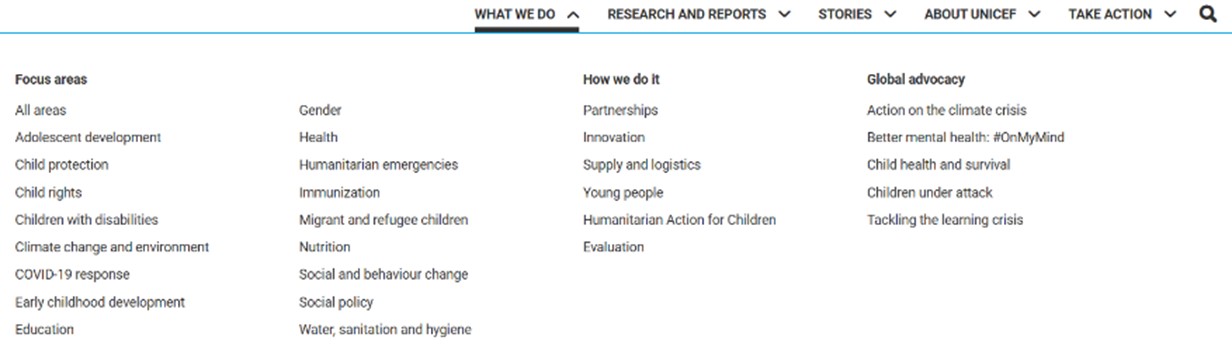 WHAT WE DO
RESEARCH AND REPORTS
STORIES
ABOUT UNICEF
TAKE ACTION
Focus areas
All areas
Adolescent development
Child protection
Child rights
Children with disabilities
Climate change and environment
COVID-19 response
Early childhood development
Education
Gender
Health
Humanitarian emergencies
Immunization
Migrant and refugee children
Nutrition
Social and behaviour change
Social policy
Water, sanitation and hygiene
How we do it
Partnerships
Innovation
Supply and logistics
Young people
Humanitarian Action for Children
Evaluation
Global advocacy
Action on the climate crisis
Better mental health: #OnMyMind
Child health and survival
Children under attack
Tackling the learning crisis